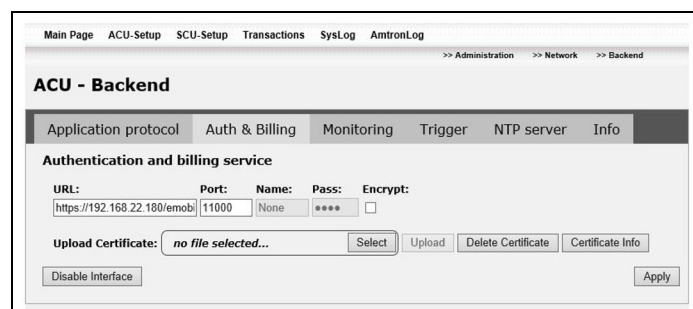 Main Page ACU-Setup SCU-Setup Transactions SysLog AmtronLog
>> Administration >> Network >> Backend
ACU - Backend
Application protocol Auth & Billing Monitoring Trigger NTP server Info
Authentication and billing service
URL: Port: Name: Pass: Encrypt:
https://192.168.22.180/emobi 11000 None ●●●●
Upload Certificate: no file selected... Select Upload Delete Certificate Certificate Info
Disable Interface Apply